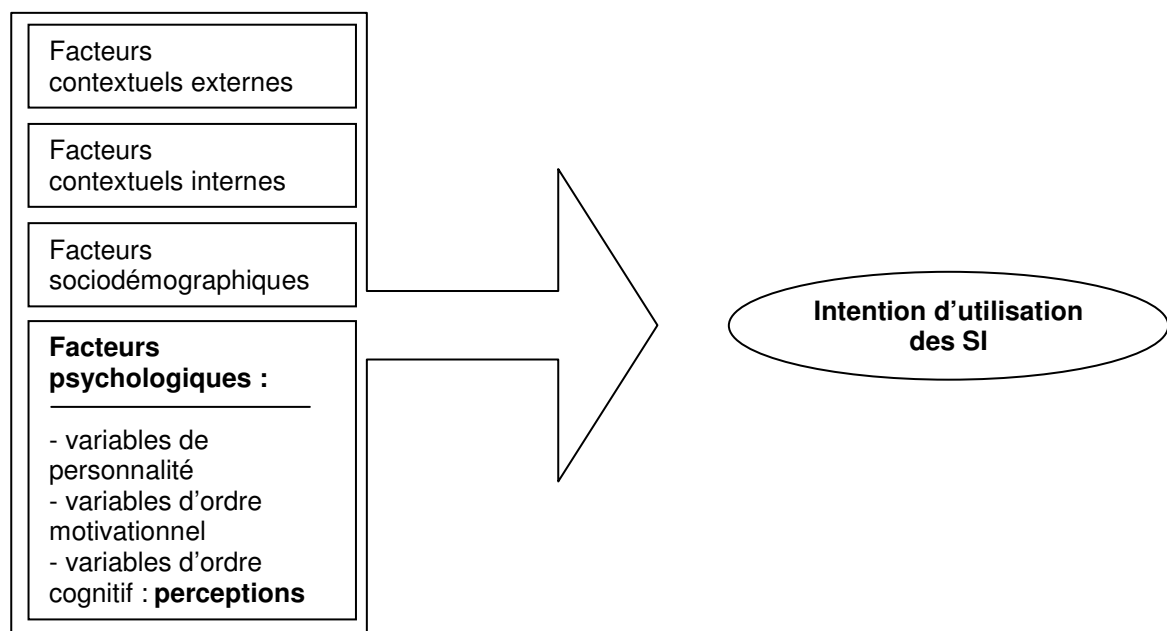 Facteurs
contextuels externes
Facteurs
contextuels internes
Facteurs
sociodémographiques
Facteurs
psychologiques :
- variables de
personnalité
- variables d’ordre
motivationnel
- variables d’ordre
cognitif : perceptions
Intention d’utilisation
des SI